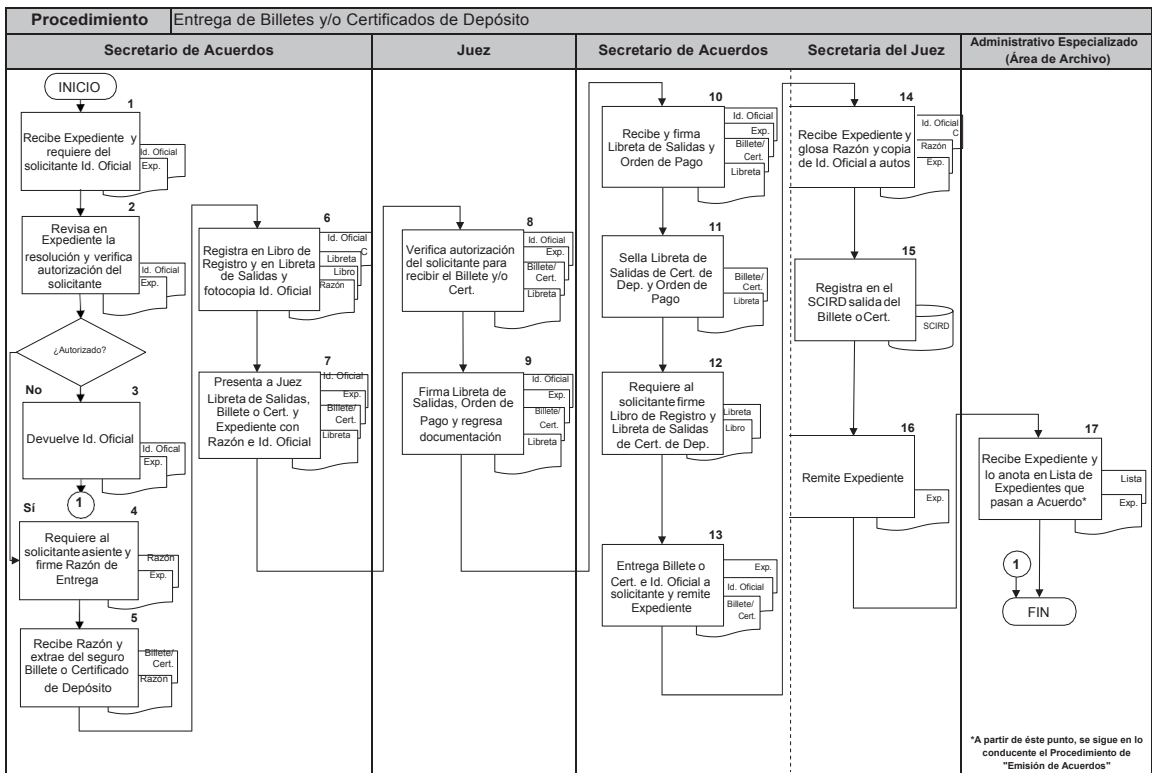 Procedimiento Entrega de Billetes y/o Certificados de Depósito
Secretario de Acuerdos
Juez
Secretario de Acuerdos
Secretaria del Juez
Administrativo Especializado
(Área de Archivo)
INICIO
1
Recibe Expediente y
requiere del
solicitante Id. Oficial
Id. Oficial
Exp.
2
Revisa en
Expediente la
resolución y verifica
autorización del
solicitante
Id. Oficial
Exp.
¿Autorizado?
No
3
Devuelve Id. Oficial
Id. Ofical
Exp.
1
Sí
4
Requiere al
solicitante asiente y
firme Razón de
Entrega
Razón
Exp.
5
Recibe Razón y
extrae del seguro
Billete o Certificado
de Depósito
Billete/
Cert.
Razón
6
Registra en Libro de
Registro y en Libreta
de Salidas y
fotocopia Id. Oficial
Id. Oficial
C
Libreta
Libro
Razón
7
Presenta a Juez
Libreta de Salidas,
Billete o Cert. y
Expediente con
Razón e Id. Oficial
Id. Oficial
Exp.
Billete/
Cert.
Libreta
8
Verifica autorización
del solicitante para
recibir el Billete y/o
Cert.
Id. Oficial
Exp.
Billete/
Cert.
Libreta
9
Firma Libreta de
Salidas, Orden de
Pago y regresa
documentación
Id. Oficial
Exp.
Billete/
Cert.
Libreta
10
Recibe y firma
Libreta de Salidas y
Orden de Pago
Id. Oficial
Exp.
Billete/
Cert.
Libreta
11
Sella Libreta de
Salidas de Cert. de
Dep. y Orden de
Pago
Billete/
Cert.
Libreta
12
Requiere al
solicitante firme
Libro de Registro y
Libreta de Salidas
de Cert. de Dep.
Libreta
Libro
13
Entrega Billete o
Cert. e Id. Oficial a
solicitante y remite
Expediente
Exp.
Id. Oficial
Billete/
Cert.
14
Recibe Expediente y
glosa Razón y copia
de Id. Oficial a autos
Id. Oficial
C
Razón
Exp.
15
Registra en el
SCIRD salida del
Billete o Cert.
SCIRD
16
Remite Expediente
Exp.
17
Recibe Expediente y
lo anota en Lista de
Expedientes que
pasan a Acuerdo*
Lista
Exp.
1
FIN
*A partir de éste punto, se sigue en lo
conducente el Procedimiento de
"Emisión de Acuerdos"